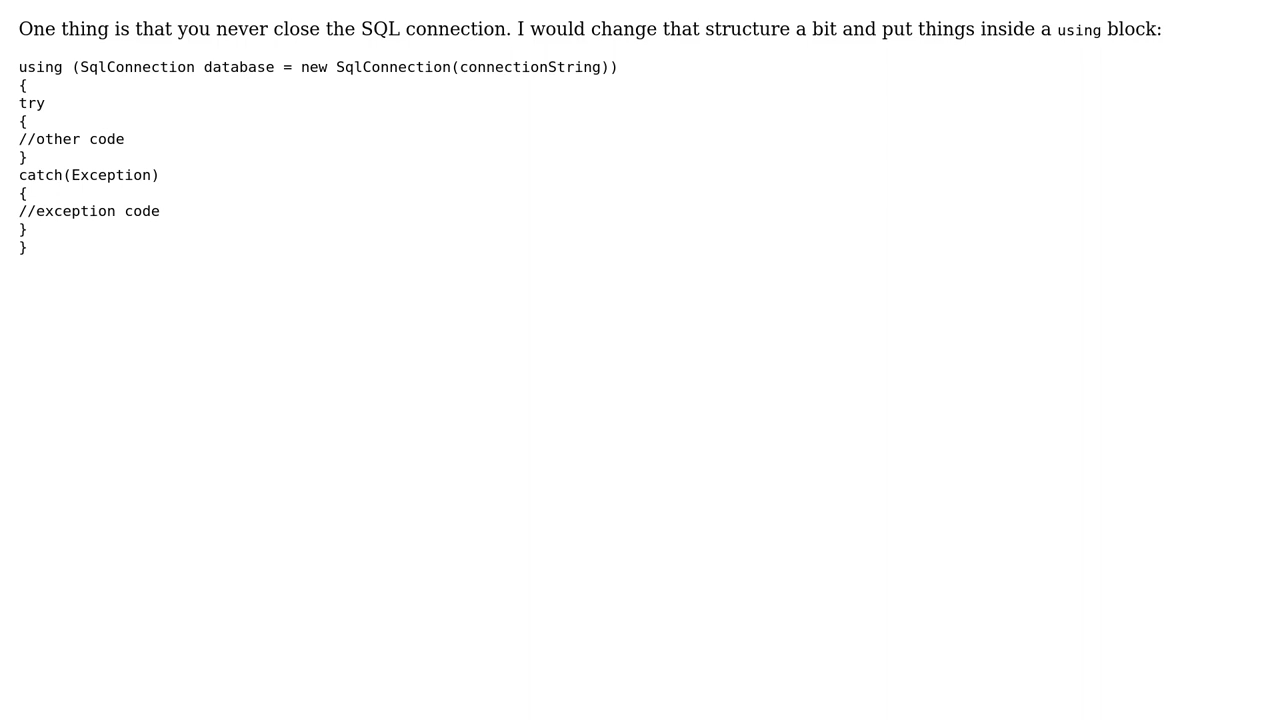 One thing is that you never close the SQL connection. I would change that structure a bit and put things inside a using block:
using (SqlConnection database = new SqlConnection(connectionString))
{
try
{
//other code
}
catch(Exception)
{
//exception code
}
}